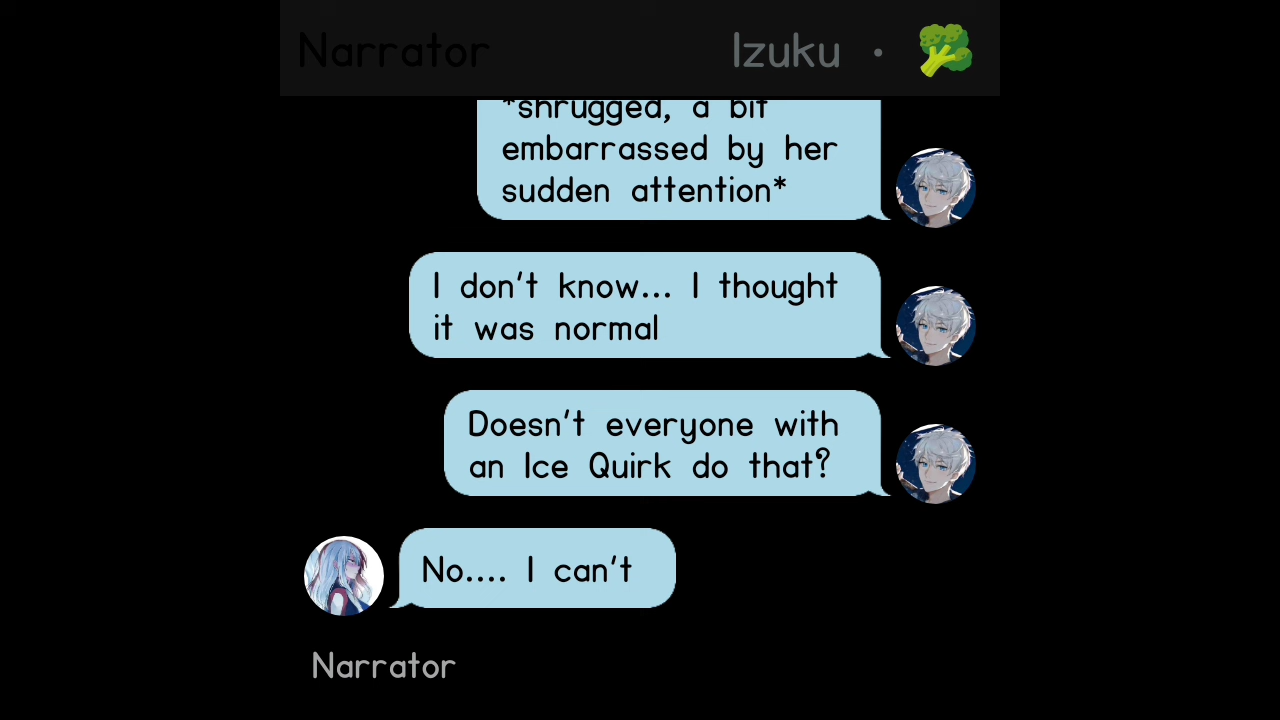 Narrator Izuku • 🥦
*shrugged, a bit
embarrassed by her
sudden attention*
I don't know... I thought
it was normal
Doesn't everyone with
an Ice Quirk do that?
No.... I can't
Narrator